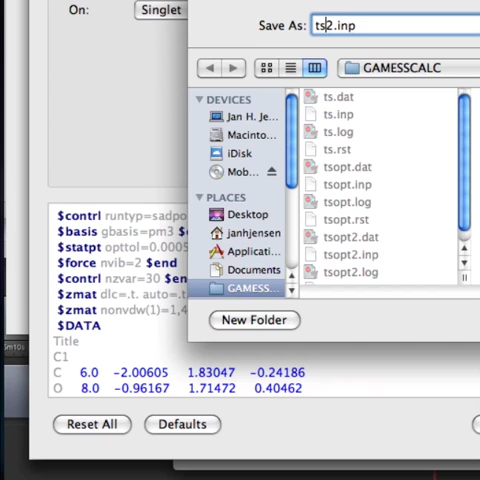 On: Singlet
Save As: ts2.inp
GAMESSCALC
DEVICES
Jan H. Je...
Macinto...
iDisk
Mob...
PLACES
Desktop
janhjensen
Applicati...
Documents
GAMESS...
ts.dat
ts.inp
ts.log
ts.rst
tsopt.dat
tsopt.inp
tsopt.log
tsopt.rst
tsopt2.dat
tsopt2.inp
tsopt2.log
New Folder
$contrl runtyp=sadpo
$basis gbasis=pm3 $
$statpt opttol=0.0005
$force nvib=2 $end
$contrl nzvar=30 $en
$zmat dlc=.t. auto=.t
$zmat nonvdw(1)=1,4
$DATA
Title
C1
C 6.0 -2.00605 1.83047 -0.24186
O 8.0 -0.96167 1.71472 0.40462
5m10s
Reset All Defaults